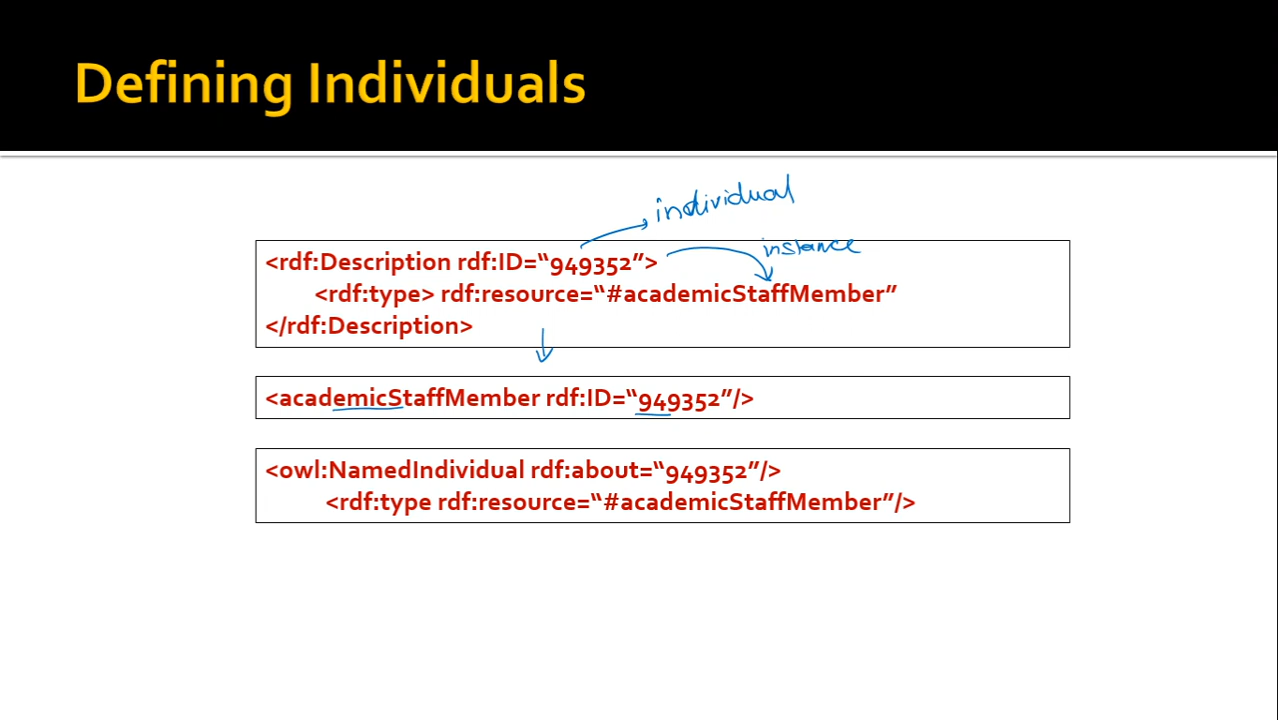 Defining Individuals
individual
instance
<rdf:Description rdf:ID=“949352”>
<rdf:type> rdf:resource=“#academicStaffMember”
</rdf:Description>
<academicStaffMember rdf:ID=“949352”/>
<owl:NamedIndividual rdf:about=“949352”/>
<rdf:type rdf:resource=“#academicStaffMember”/>